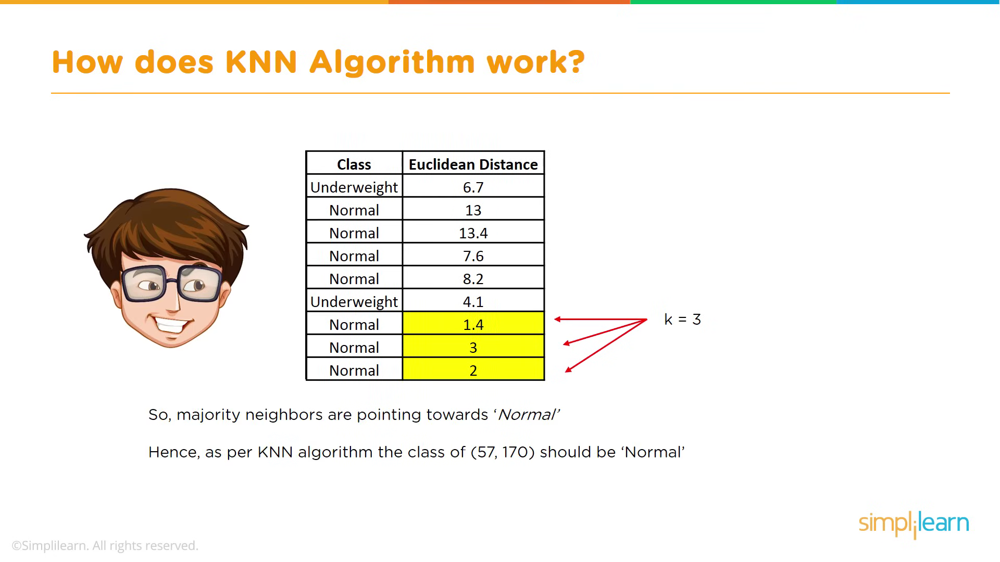 How does KNN Algorithm work?
Class Euclidean Distance
Underweight 6.7
Normal 13
Normal 13.4
Normal 7.6
Normal 8.2
Underweight 4.1
Normal 1.4
Normal 3
Normal 2
k = 3
So, majority neighbors are pointing towards ‘Normal’
Hence, as per KNN algorithm the class of (57, 170) should be ‘Normal’
simplilearn
©Simplilearn. All rights reserved.